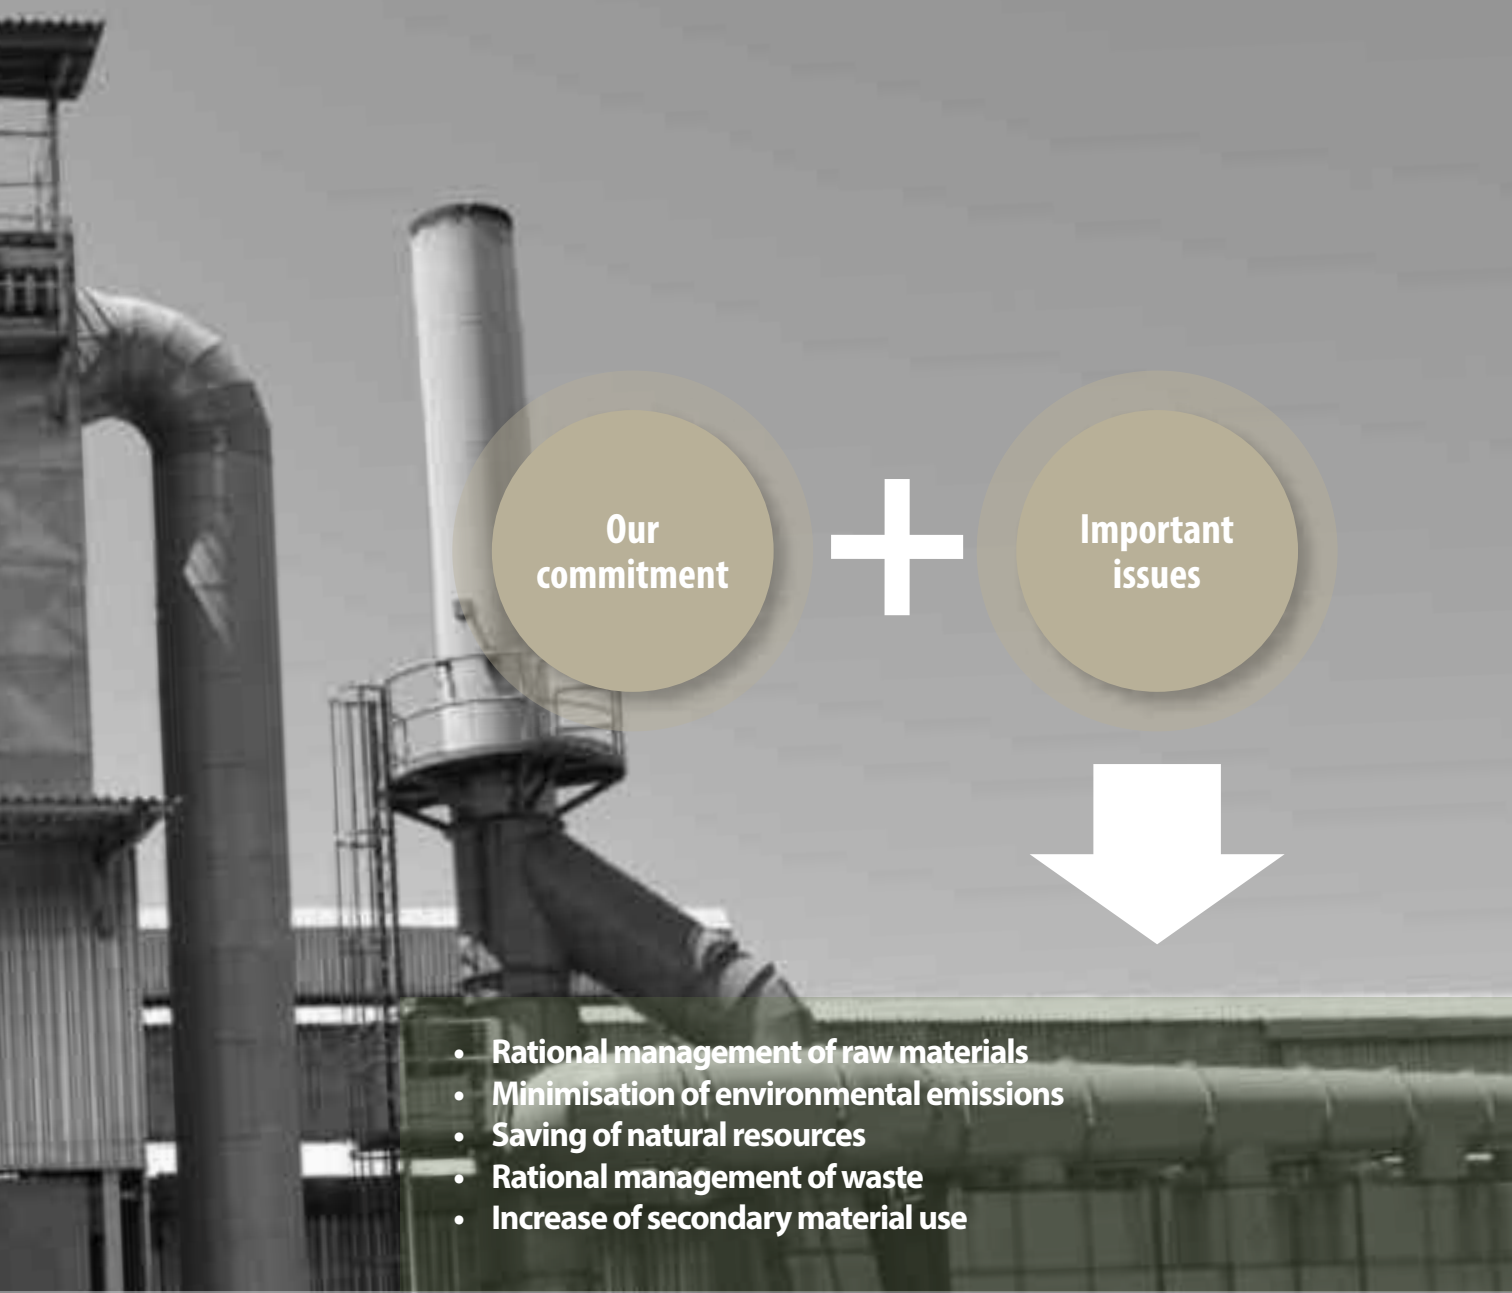 Our
commitment
Important
issues
• Rational management of raw materials
• Minimisation of environmental emissions
• Saving of natural resources
• Rational management of waste
• Increase of secondary material use